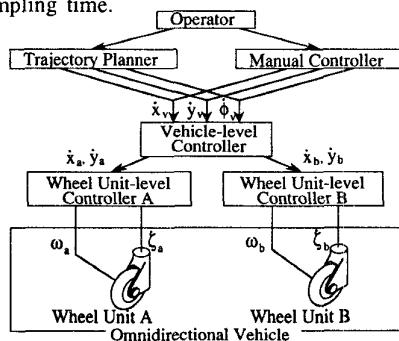 mpling time.
Operator
Trajectory Planner
Manual Controller
ẋv ẏv ϕ̇v
Vehicle-level
Controller
ẋa, ẏa
ẋb, ẏb
Wheel Unit-level
Controller A
Wheel Unit-level
Controller B
ωa
ζa
ωb
ζb
Wheel Unit A
Wheel Unit B
Omnidirectional Vehicle